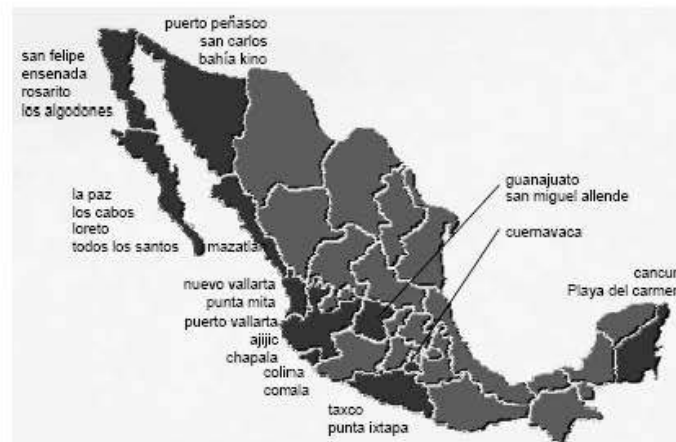 puerto peñasco
san carlos
bahía kino
san felipe
ensenada
rosarito
los algodones
guanajuato
san miguel allende
la paz
los cabos
loreto
todos los santos
mazatla
cuernavaca
nuevo vallarta
punta mita
cancun
Playa del carmen
puerto vallarta
ajijic
chapala
colima
comala
taxco
punta ixtapa